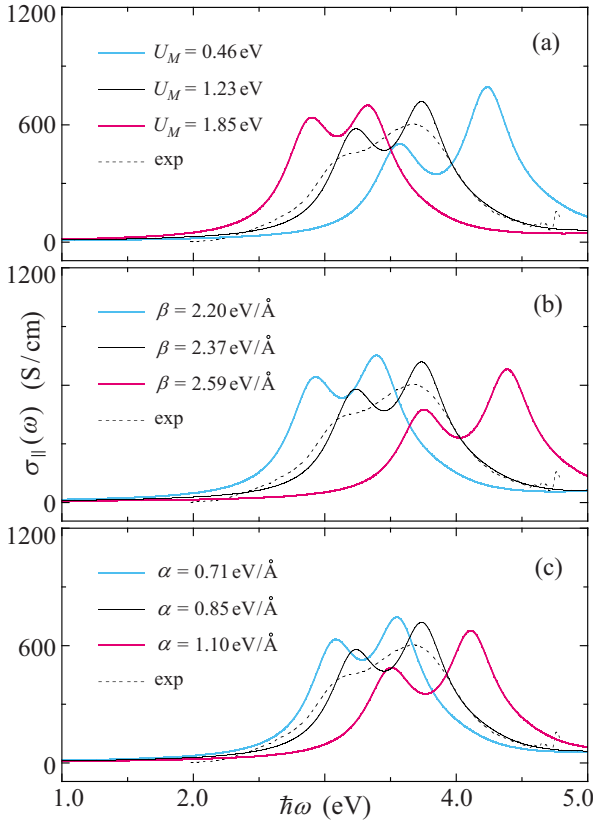 1200
600
0
(a)
U_M = 0.46 eV
U_M = 1.23 eV
U_M = 1.85 eV
exp
1200
600
0
(b)
β = 2.20 eV/Å
β = 2.37 eV/Å
β = 2.59 eV/Å
exp
σ||(ω) (S/cm)
1200
600
0
(c)
α = 0.71 eV/Å
α = 0.85 eV/Å
α = 1.10 eV/Å
exp
1.0 2.0 4.0 5.0
ħω (eV)